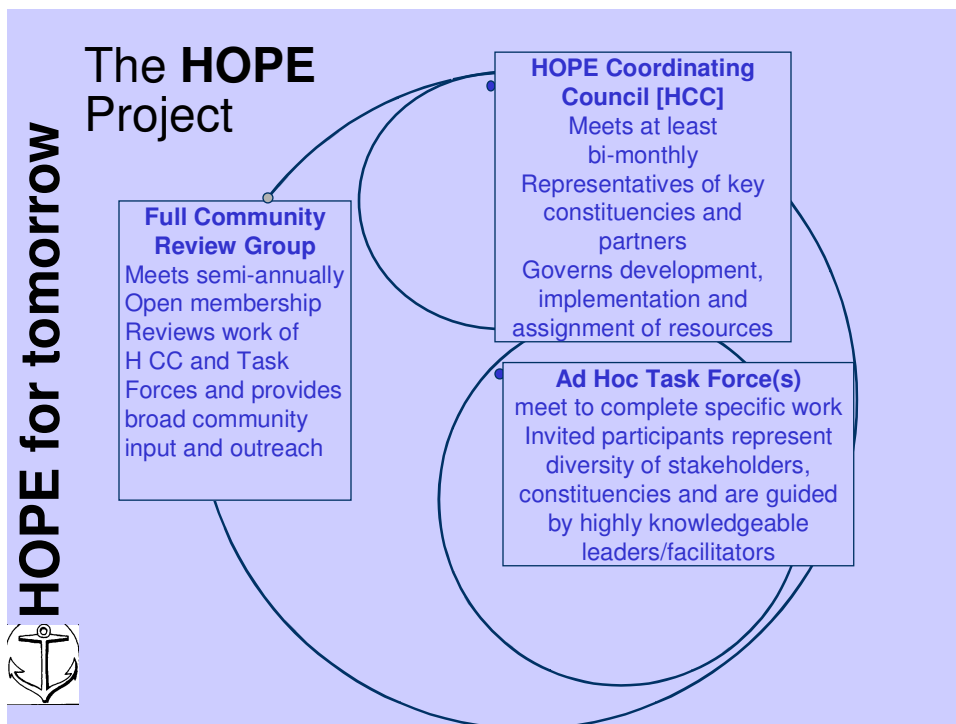 The HOPE
Project
HOPE for tomorrow
HOPE Coordinating
Council [HCC]
Meets at least
bi-monthly
Representatives of key
constituencies and
partners
Governs development,
implementation and
assignment of resources
Full Community
Review Group
Meets semi-annually
Open membership
Reviews work of
H CC and Task
Forces and provides
broad community
input and outreach
Ad Hoc Task Force(s)
meet to complete specific work
Invited participants represent
diversity of stakeholders,
constituencies and are guided
by highly knowledgeable
leaders/facilitators